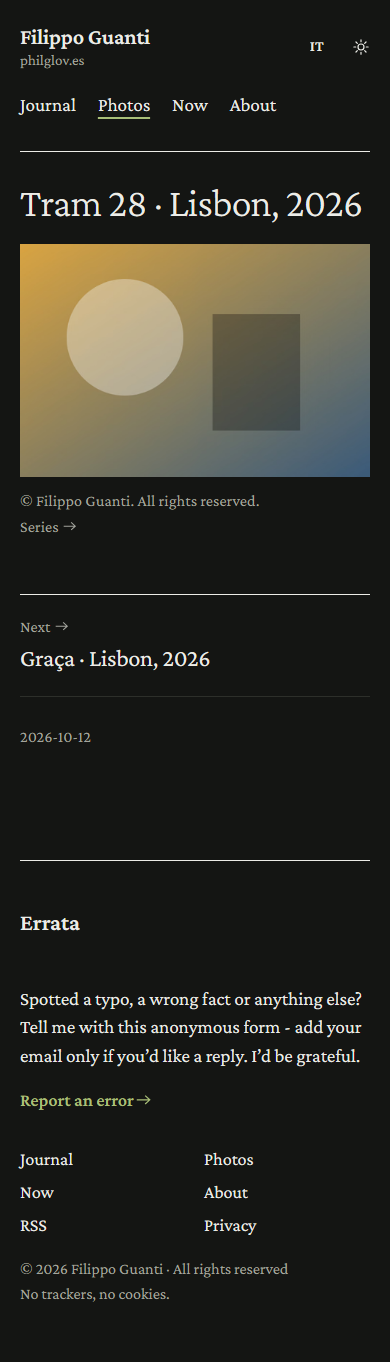 Filippo Guanti
philglov.es
IT
Journal
Photos
Now
About
Tram 28 · Lisbon, 2026
© Filippo Guanti. All rights reserved.
Series →
Next →
Graça · Lisbon, 2026
2026-10-12
Errata
Spotted a typo, a wrong fact or anything else?
Tell me with this anonymous form - add your
email only if you’d like a reply. I’d be grateful.
Report an error →
Journal
Photos
Now
About
RSS
Privacy
© 2026 Filippo Guanti · All rights reserved
No trackers, no cookies.